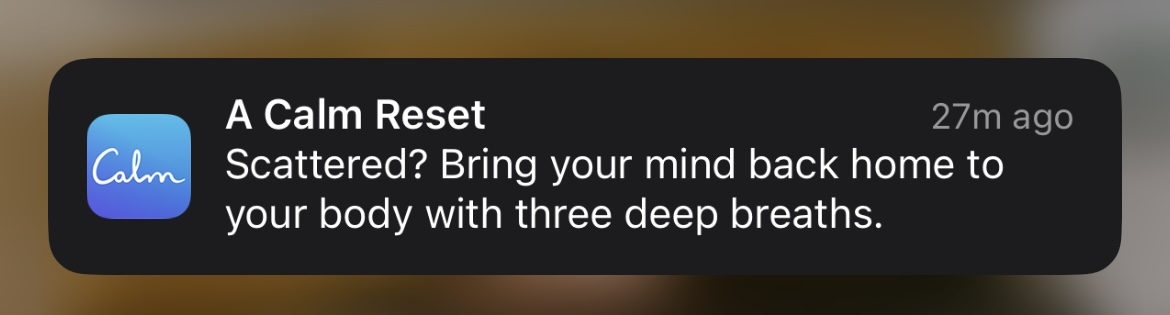 A Calm Reset
27m ago
Calm
Scattered? Bring your mind back home to
your body with three deep breaths.